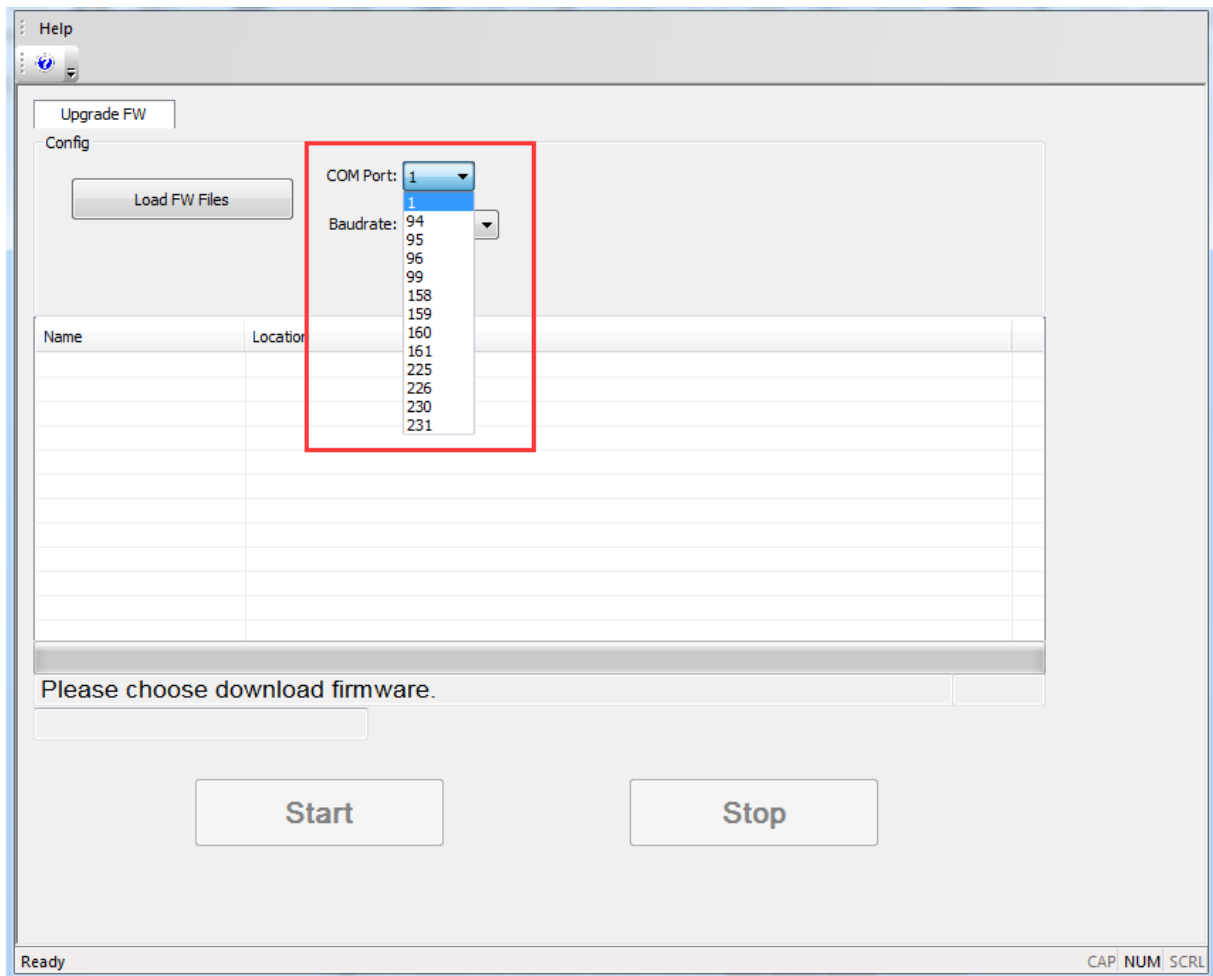 Help
Upgrade FW
Config
Load FW Files
COM Port: 1
Baudrate:
1
94
95
96
99
158
159
160
161
225
226
230
231
Name Location
Please choose download firmware.
Start Stop
Ready CAP NUM SCRL